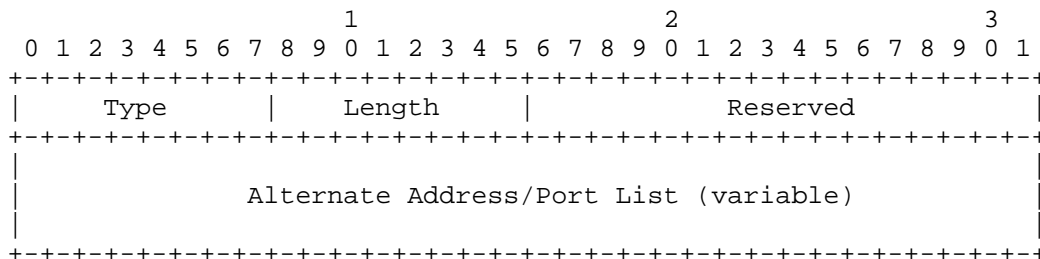 1                   2                   3
 0 1 2 3 4 5 6 7 8 9 0 1 2 3 4 5 6 7 8 9 0 1 2 3 4 5 6 7 8 9 0 1
+-+-+-+-+-+-+-+-+-+-+-+-+-+-+-+-+-+-+-+-+-+-+-+-+-+-+-+-+-+-+-+-+
|     Type      |    Length     |            Reserved           |
+-+-+-+-+-+-+-+-+-+-+-+-+-+-+-+-+-+-+-+-+-+-+-+-+-+-+-+-+-+-+-+-+
|                                                               |
|              Alternate Address/Port List (variable)           |
|                                                               |
+-+-+-+-+-+-+-+-+-+-+-+-+-+-+-+-+-+-+-+-+-+-+-+-+-+-+-+-+-+-+-+-+